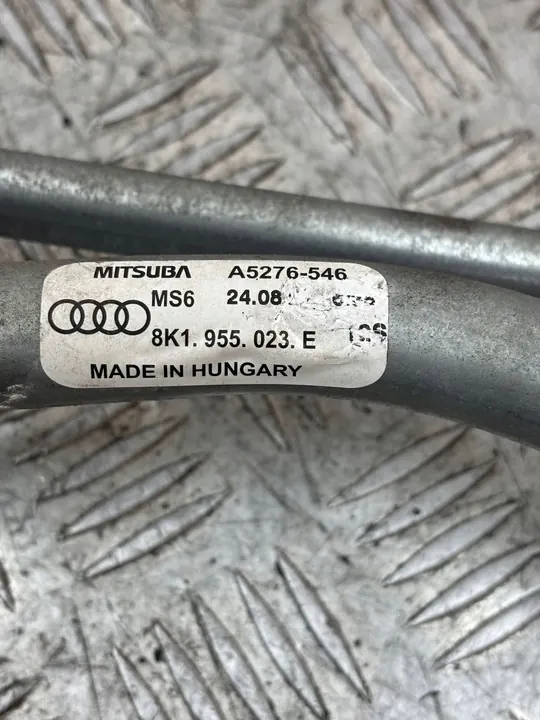 MITSUBA A5276-546
MS6 24.08
8K1.955.023.E
MADE IN HUNGARY